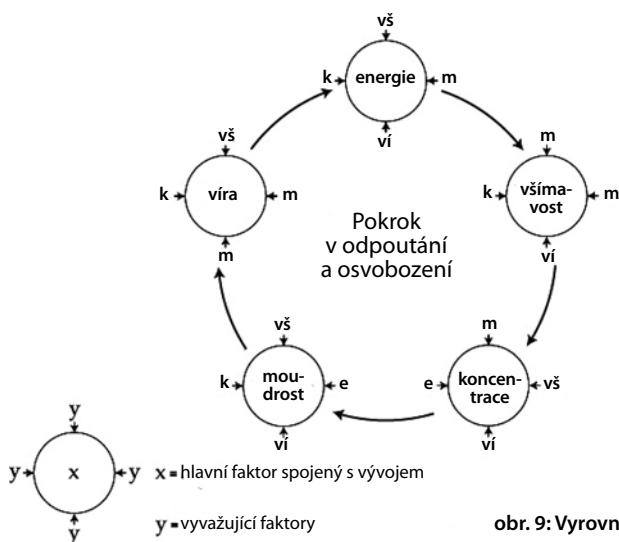 vš
k
energie
m
ví
vš
k
víra
m
m
m
k
všíma-
vost
m
ví
Pokrok
v odpoutání
a osvobození
vš
k
mou-
drost
e
ví
m
e
koncen-
trace
vš
ví
y
y
x
y
y
x = hlavní faktor spojený s vývojem
y = vyvažující faktory
obr. 9: Vyrovn